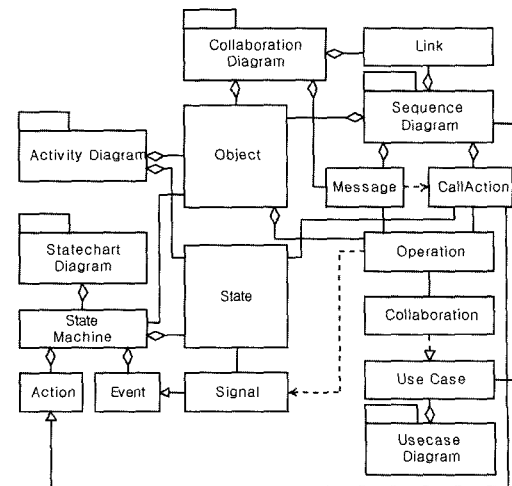 Collaboration
Diagram
Link
Sequence
Diagram
Activity Diagram
Object
Message
CallAction
Statechart
Diagram
State
Operation
State
Machine
Collaboration
Action
Event
Signal
Use Case
Usecase
Diagram